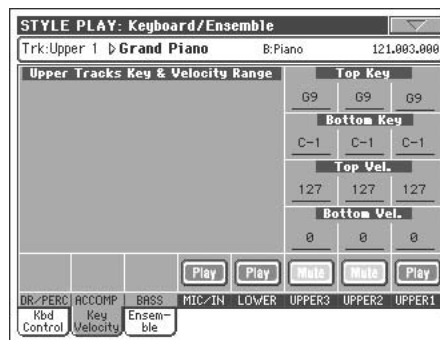 STYLE PLAY: Keyboard/Ensemble
Trk:Upper 1 Grand Piano B:Piano 121.003.000
Upper Tracks Key & Velocity Range
Top Key
G9 G9 G9
Bottom Key
C-1 C-1 C-1
Top Vel.
127 127 127
Bottom Vel.
0 0 0
Play Play Mute Mute Play
DR/PERC ACCOMP BASS MIC/IN LOWER UPPER3 UPPER2 UPPER1
Kbd Control Key Velocity Ensem-ble